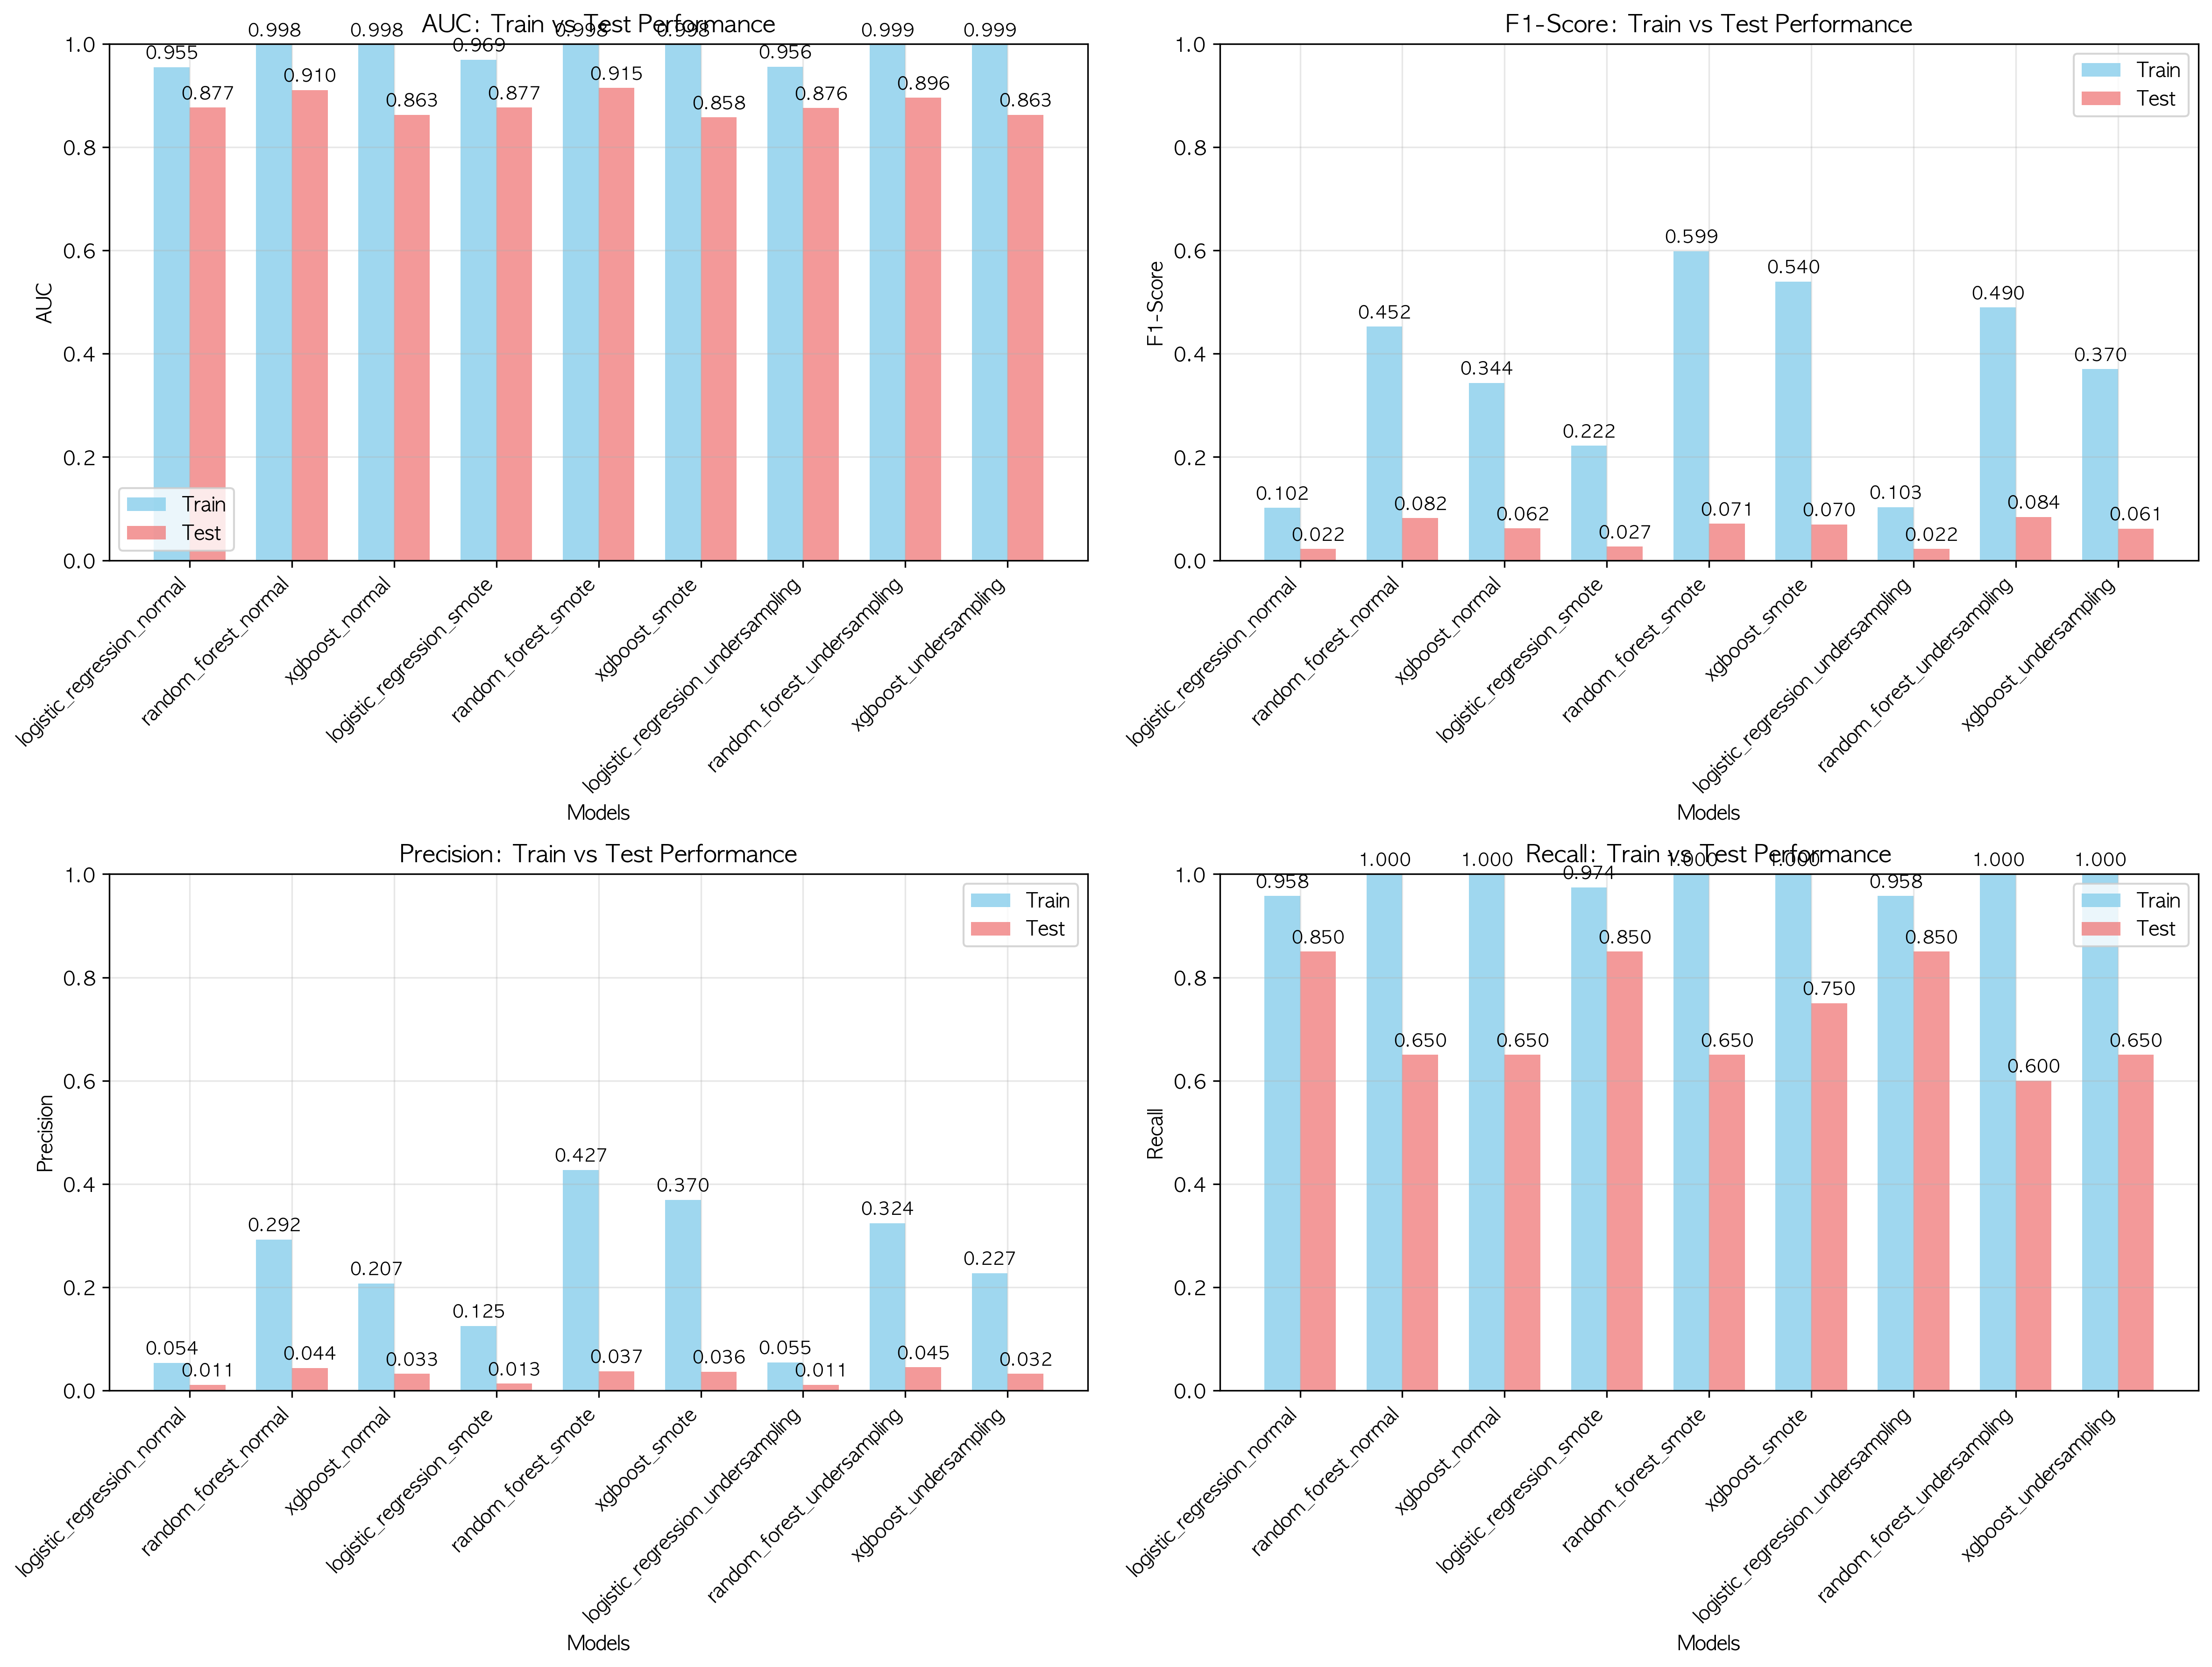 AUC: Train vs Test Performance
0.955
0.877
0.998
0.910
0.998
0.863
0.969
0.877
0.998
0.915
0.998
0.858
0.956
0.876
0.999
0.896
0.999
0.863
1.0
0.8
0.6
0.4
0.2
0.0
AUC
Train
Test
logistic_regression_normal
random_forest_normal
xgboost_normal
logistic_regression_smote
random_forest_smote
xgboost_smote
logistic_regression_undersampling
random_forest_undersampling
xgboost_undersampling
Models
F1-Score: Train vs Test Performance
1.0
0.8
0.6
0.4
0.2
0.0
F1-Score
Train
Test
0.102
0.022
0.452
0.082
0.344
0.062
0.222
0.027
0.599
0.071
0.540
0.070
0.103
0.022
0.490
0.084
0.370
0.061
logistic_regression_normal
random_forest_normal
xgboost_normal
logistic_regression_smote
random_forest_smote
xgboost_smote
logistic_regression_undersampling
random_forest_undersampling
xgboost_undersampling
Models
Precision: Train vs Test Performance
1.0
0.8
0.6
0.4
0.2
0.0
Precision
Train
Test
0.054
0.011
0.292
0.044
0.207
0.033
0.125
0.013
0.427
0.037
0.370
0.036
0.055
0.011
0.324
0.045
0.227
0.032
logistic_regression_normal
random_forest_normal
xgboost_normal
logistic_regression_smote
random_forest_smote
xgboost_smote
logistic_regression_undersampling
random_forest_undersampling
xgboost_undersampling
Models
Recall: Train vs Test Performance
1.0
0.8
0.6
0.4
0.2
0.0
Recall
Train
Test
0.958
0.850
1.000
0.650
1.000
0.650
0.974
0.850
1.000
0.650
1.000
0.750
0.958
0.850
1.000
0.600
1.000
0.650
logistic_regression_normal
random_forest_normal
xgboost_normal
logistic_regression_smote
random_forest_smote
xgboost_smote
logistic_regression_undersampling
random_forest_undersampling
xgboost_undersampling
Models